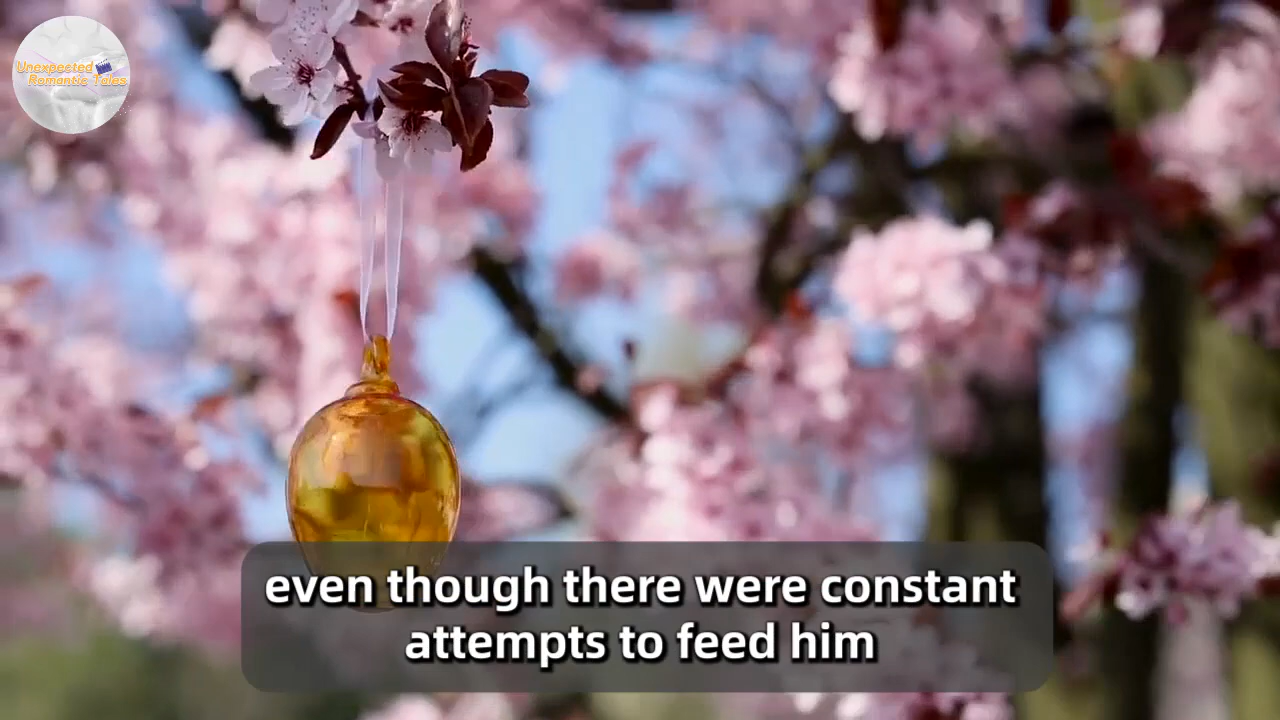 Unexpected
Romantic Tales
even though there were constant
attempts to feed him